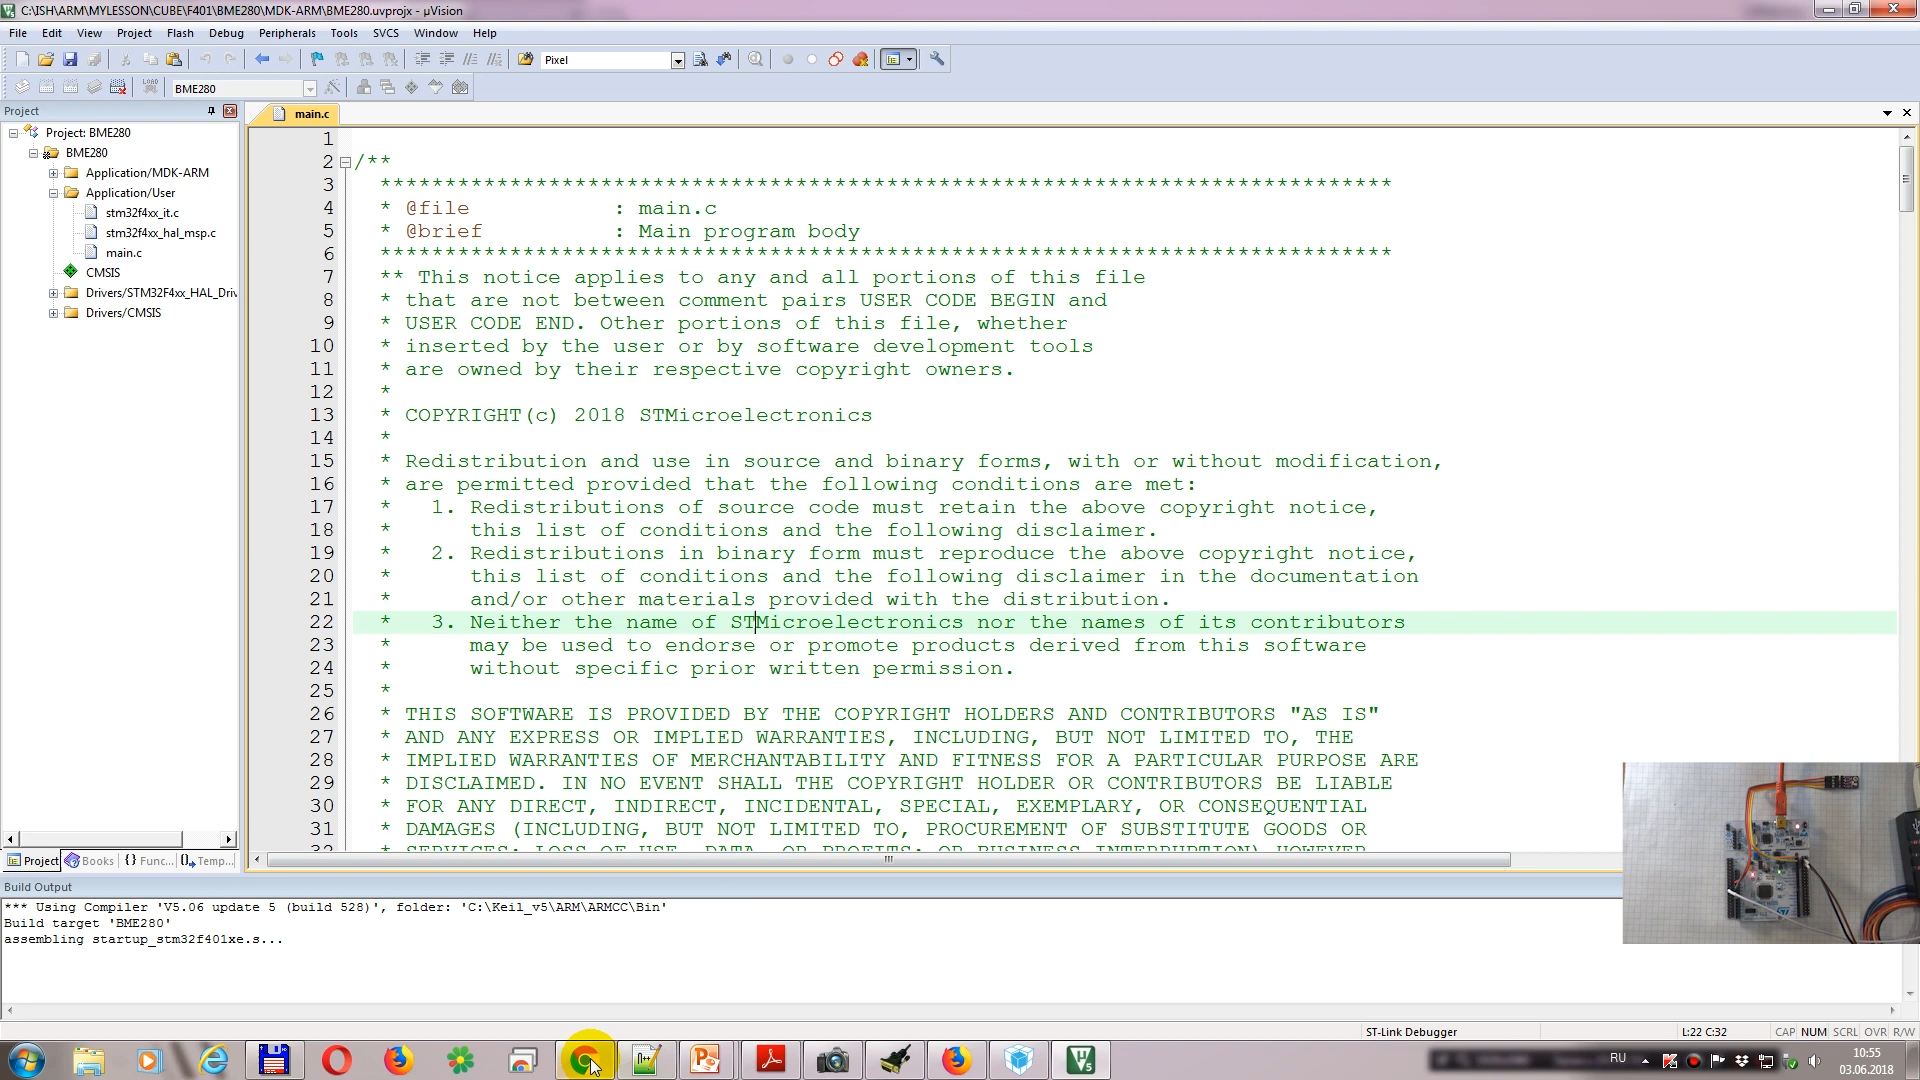 C:\ISH\ARM\MYLESSON\CUBE\F401\BME280\MDK-ARM\BME280.uvprojx - µVision
File Edit View Project Flash Debug Peripherals Tools SVCS Window Help
Pixel
LOAD BME280
Project
main.c
Project: BME280
BME280
Application/MDK-ARM
Application/User
stm32f4xx_it.c
stm32f4xx_hal_msp.c
main.c
CMSIS
Drivers/STM32F4xx_HAL_Driv
Drivers/CMSIS
1
2 /**
3 ******************************************************************************
4 * @file : main.c
5 * @brief : Main program body
6 ******************************************************************************
7 ** This notice applies to any and all portions of this file
8 * that are not between comment pairs USER CODE BEGIN and
9 * USER CODE END. Other portions of this file, whether
10 * inserted by the user or by software development tools
11 * are owned by their respective copyright owners.
12 *
13 * COPYRIGHT(c) 2018 STMicroelectronics
14 *
15 * Redistribution and use in source and binary forms, with or without modification,
16 * are permitted provided that the following conditions are met:
17 * 1. Redistributions of source code must retain the above copyright notice,
18 * this list of conditions and the following disclaimer.
19 * 2. Redistributions in binary form must reproduce the above copyright notice,
20 * this list of conditions and the following disclaimer in the documentation
21 * and/or other materials provided with the distribution.
22 * 3. Neither the name of STMicroelectronics nor the names of its contributors
23 * may be used to endorse or promote products derived from this software
24 * without specific prior written permission.
25 *
26 * THIS SOFTWARE IS PROVIDED BY THE COPYRIGHT HOLDERS AND CONTRIBUTORS "AS IS"
27 * AND ANY EXPRESS OR IMPLIED WARRANTIES, INCLUDING, BUT NOT LIMITED TO, THE
28 * IMPLIED WARRANTIES OF MERCHANTABILITY AND FITNESS FOR A PARTICULAR PURPOSE ARE
29 * DISCLAIMED. IN NO EVENT SHALL THE COPYRIGHT HOLDER OR CONTRIBUTORS BE LIABLE
30 * FOR ANY DIRECT, INDIRECT, INCIDENTAL, SPECIAL, EXEMPLARY, OR CONSEQUENTIAL
31 * DAMAGES (INCLUDING, BUT NOT LIMITED TO, PROCUREMENT OF SUBSTITUTE GOODS OR
32 * SERVICES; LOSS OF USE, DATA, OR PROFITS; OR BUSINESS INTERRUPTION) HOWEVER
Project Books {} Func... Temp...
Build Output
*** Using Compiler 'V5.06 update 5 (build 528)', folder: 'C:\Keil_v5\ARM\ARMCC\Bin'
Build target 'BME280'
assembling startup_stm32f401xe.s...
ST-Link Debugger L:22 C:32 CAP NUM SCRL OVR R/W
RU 10:55
03.06.2018